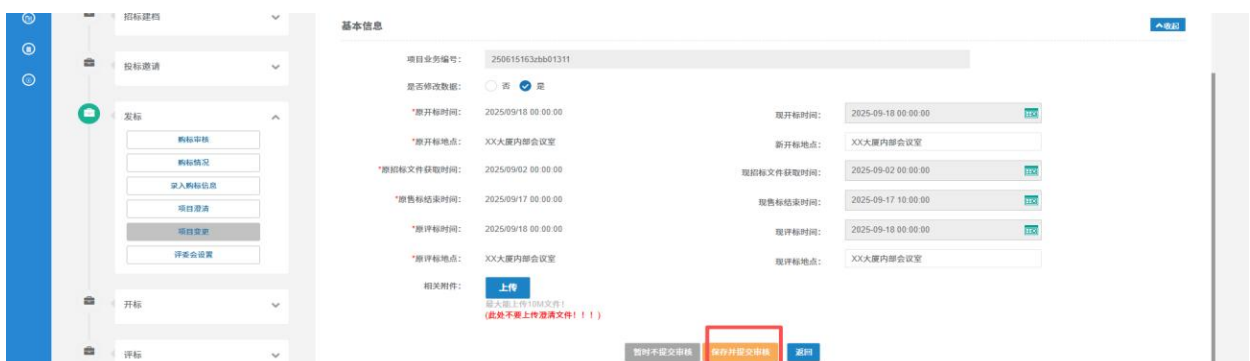 招标建档
基本信息
收起
项目业务编号： 250615163zbb01311
投标邀请
是否修改数据： 否 是
发标
*原开标时间： 2025/09/18 00:00:00 现开标时间： 2025-09-18 00:00:00
购标审核
*原开标地点： XX大厦内部会议室 新开标地点： XX大厦内部会议室
购标情况
*原招标文件获取时间： 2025/09/02 00:00:00 现招标文件获取时间： 2025-09-02 00:00:00
录入购标信息
*原售标结束时间： 2025/09/17 00:00:00 现售标结束时间： 2025-09-17 10:00:00
项目澄清
项目变更
*原评标时间： 2025/09/18 00:00:00 现评标时间： 2025-09-18 00:00:00
评委会设置
*原评标地点： XX大厦内部会议室 现评标地点： XX大厦内部会议室
相关附件： 上传
最大能上传10M文件！
(此处不要上传澄清文件！！！)
开标
暂时不提交审核 保存并提交审核 返回
评标